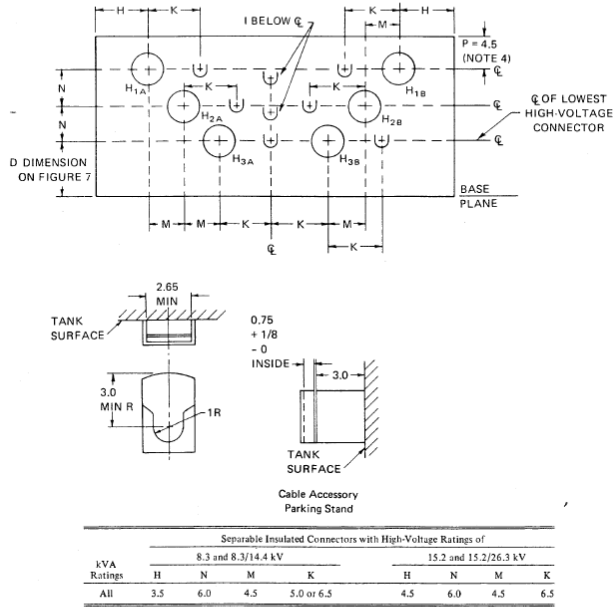 H K I BELOW ℄ K H
M
P = 4.5
(NOTE 4)
H1A H1B ℄
N K K
℄ ℄ OF LOWEST
HIGH-VOLTAGE
CONNECTOR
H2A H2B
N
℄
H3A H3B
D DIMENSION
ON FIGURE 7
BASE
PLANE
M M K K M
℄ K
2.65
MIN
TANK
SURFACE
0.75
+ 1/8
- 0
INSIDE
3.0
3.0
MIN R
1R
TANK
SURFACE
Cable Accessory
Parking Stand
Separable Insulated Connectors with High-Voltage Ratings of
kVA
Ratings
8.3 and 8.3/14.4 kV 15.2 and 15.2/26.3 kV
H N M K H N M K
All 3.5 6.0 4.5 5.0 or 6.5 4.5 6.0 4.5 6.5